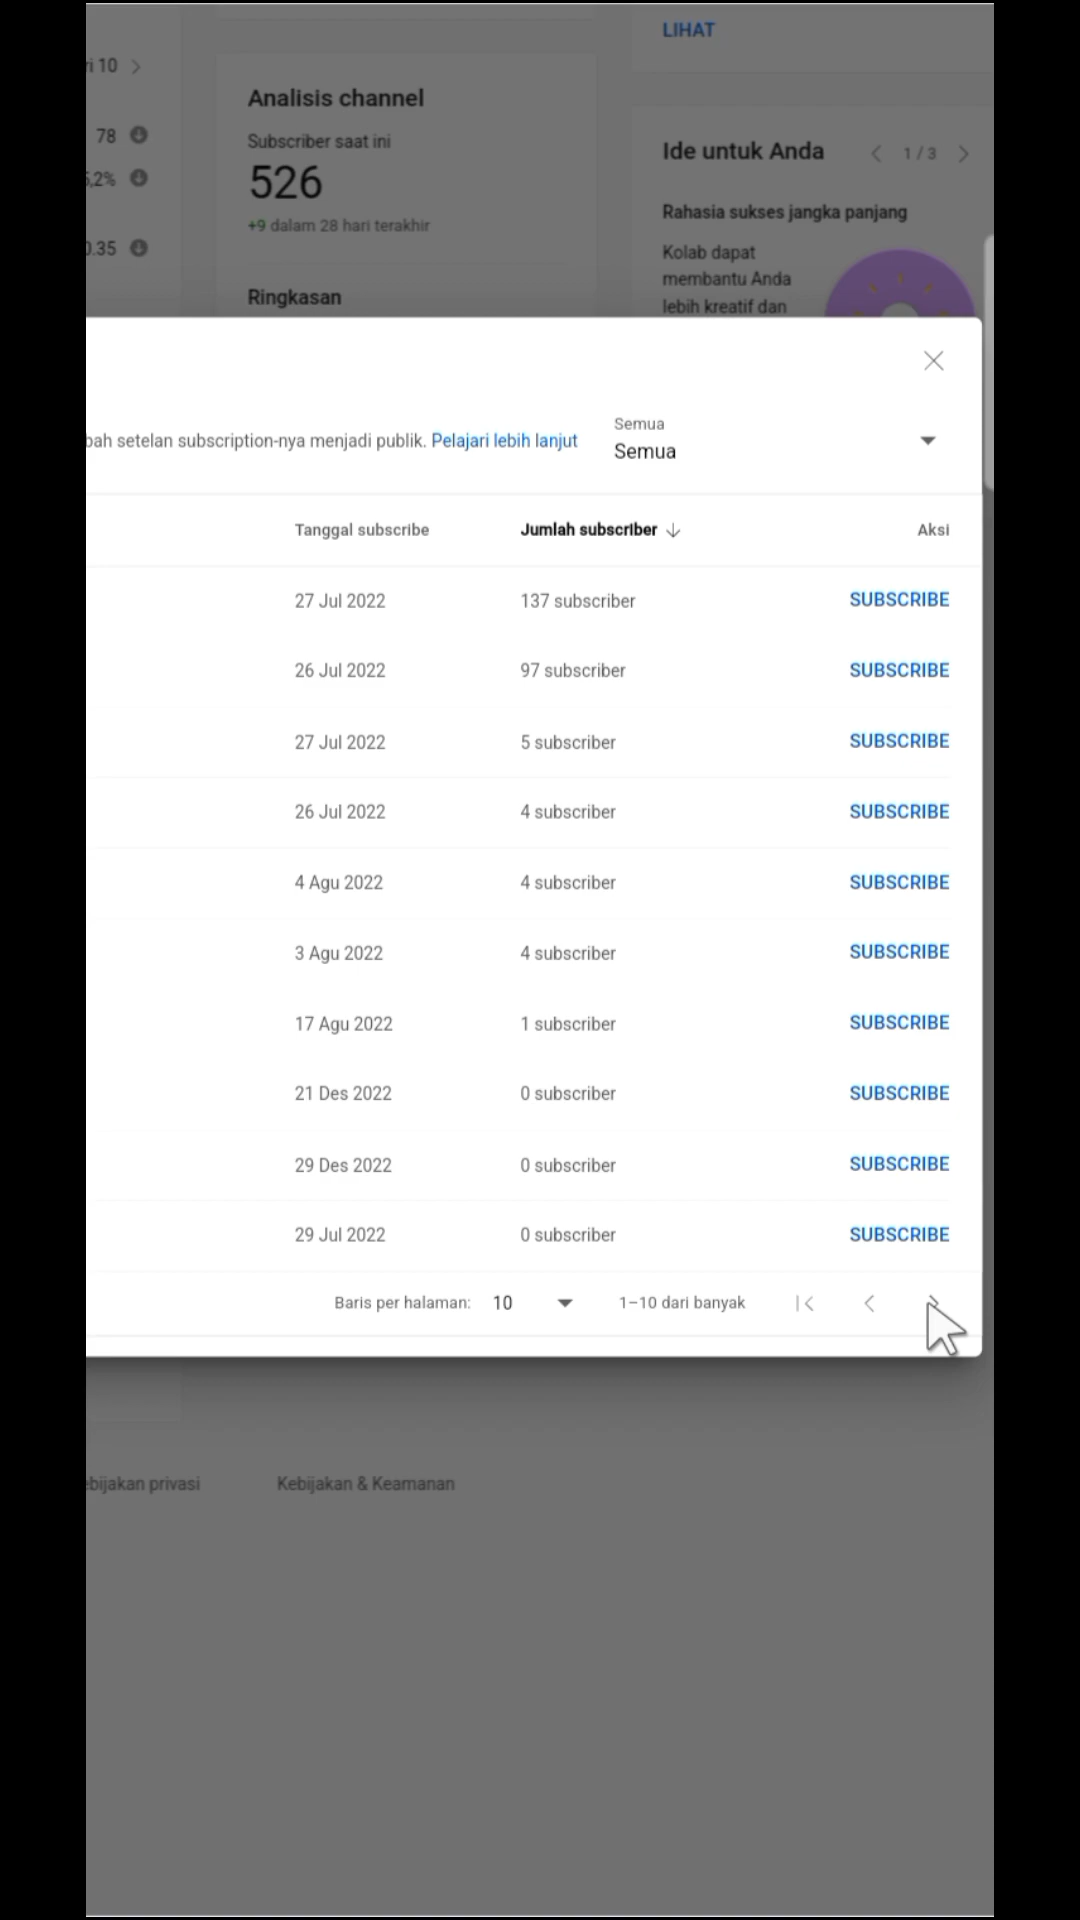 LIHAT
ri 10
78
5,2%
0.35
Analisis channel
Subscriber saat ini
526
+9 dalam 28 hari terakhir
Ringkasan
Ide untuk Anda
1 / 3
Rahasia sukses jangka panjang
Kolab dapat
membantu Anda
lebih kreatif dan
bah setelan subscription-nya menjadi publik. Pelajari lebih lanjut
Semua
Semua
Tanggal subscribe Jumlah subscriber Aksi
27 Jul 2022 137 subscriber SUBSCRIBE
26 Jul 2022 97 subscriber SUBSCRIBE
27 Jul 2022 5 subscriber SUBSCRIBE
26 Jul 2022 4 subscriber SUBSCRIBE
4 Agu 2022 4 subscriber SUBSCRIBE
3 Agu 2022 4 subscriber SUBSCRIBE
17 Agu 2022 1 subscriber SUBSCRIBE
21 Des 2022 0 subscriber SUBSCRIBE
29 Des 2022 0 subscriber SUBSCRIBE
29 Jul 2022 0 subscriber SUBSCRIBE
Baris per halaman: 10 1–10 dari banyak
ebijakan privasi Kebijakan & Keamanan